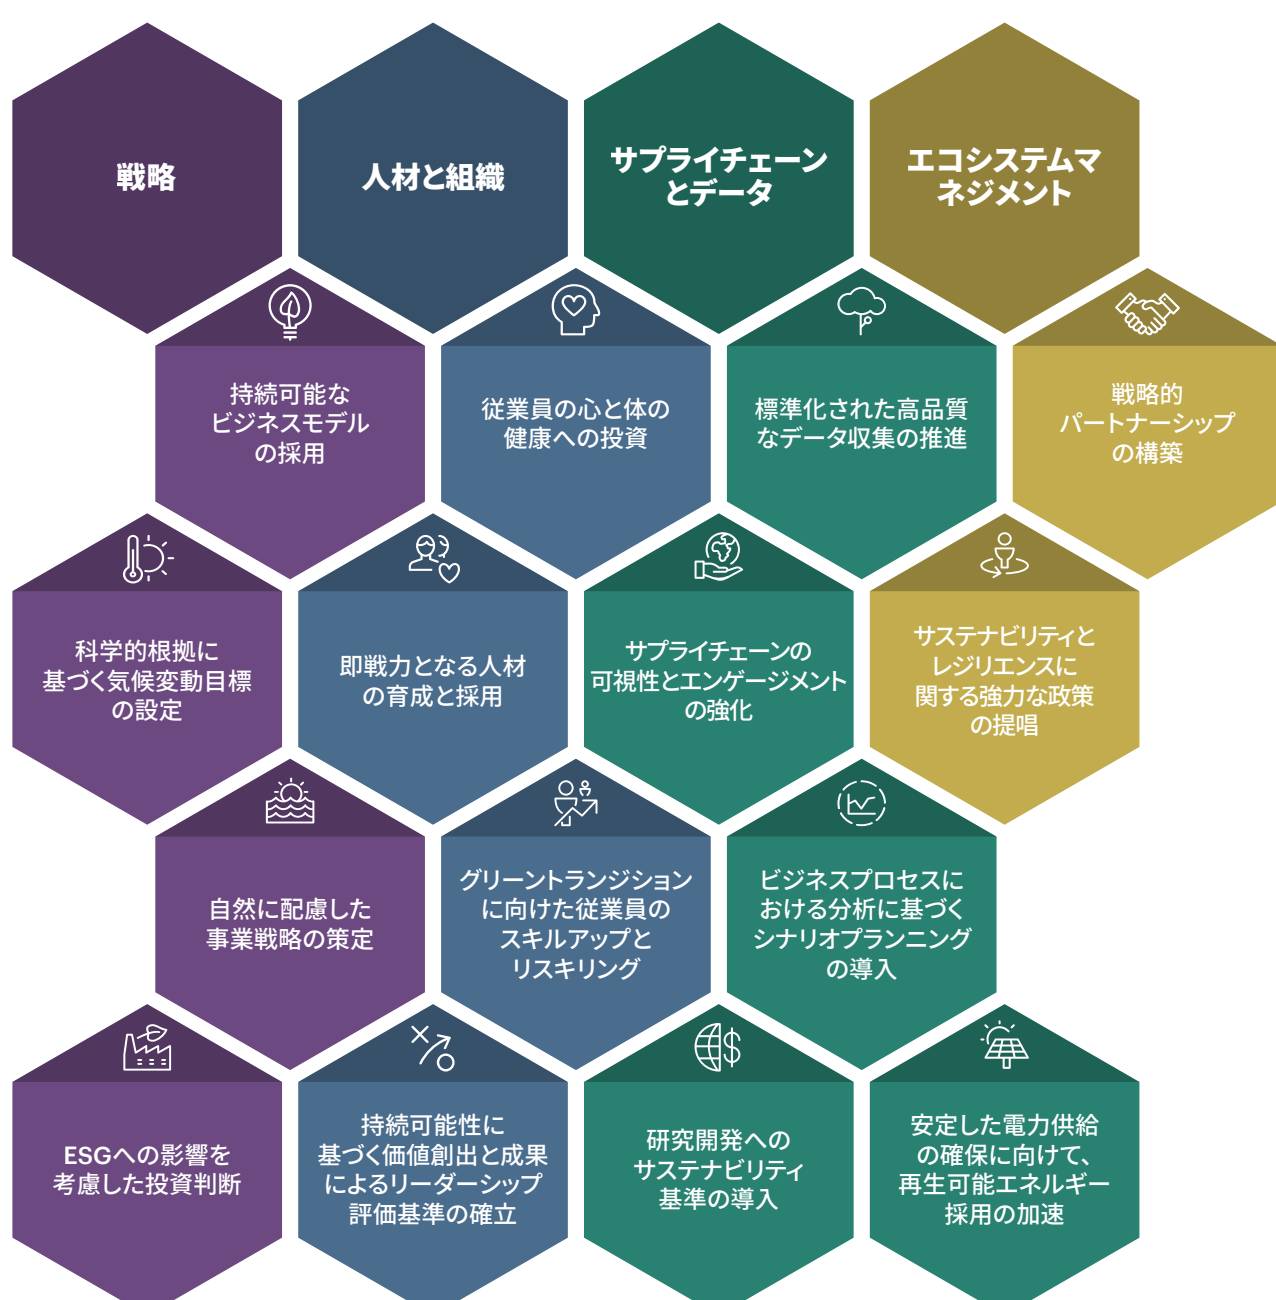 戦略
人材と組織
サプライチェーン
とデータ
エコシステムマ
ネジメント
持続可能な
ビジネスモデル
の採用
従業員の心と体の
健康への投資
標準化された高品質
なデータ収集の推進
戦略的
パートナーシップ
の構築
科学的根拠に
基づく気候変動目標
の設定
即戦力となる人材
の育成と採用
サプライチェーンの
可視性とエンゲージメント
の強化
サステナビリティと
レジリエンスに
関する強力な政策
の提唱
自然に配慮した
事業戦略の策定
グリーントランジション
に向けた従業員の
スキルアップと
リスキリング
ビジネスプロセスに
おける分析に基づく
シナリオプランニング
の導入
ESGへの影響を
考慮した投資判断
持続可能性に
基づく価値創出と成果
によるリーダーシップ
評価基準の確立
研究開発への
サステナビリティ
基準の導入
安定した電力供給
の確保に向けて、
再生可能エネルギー
採用の加速